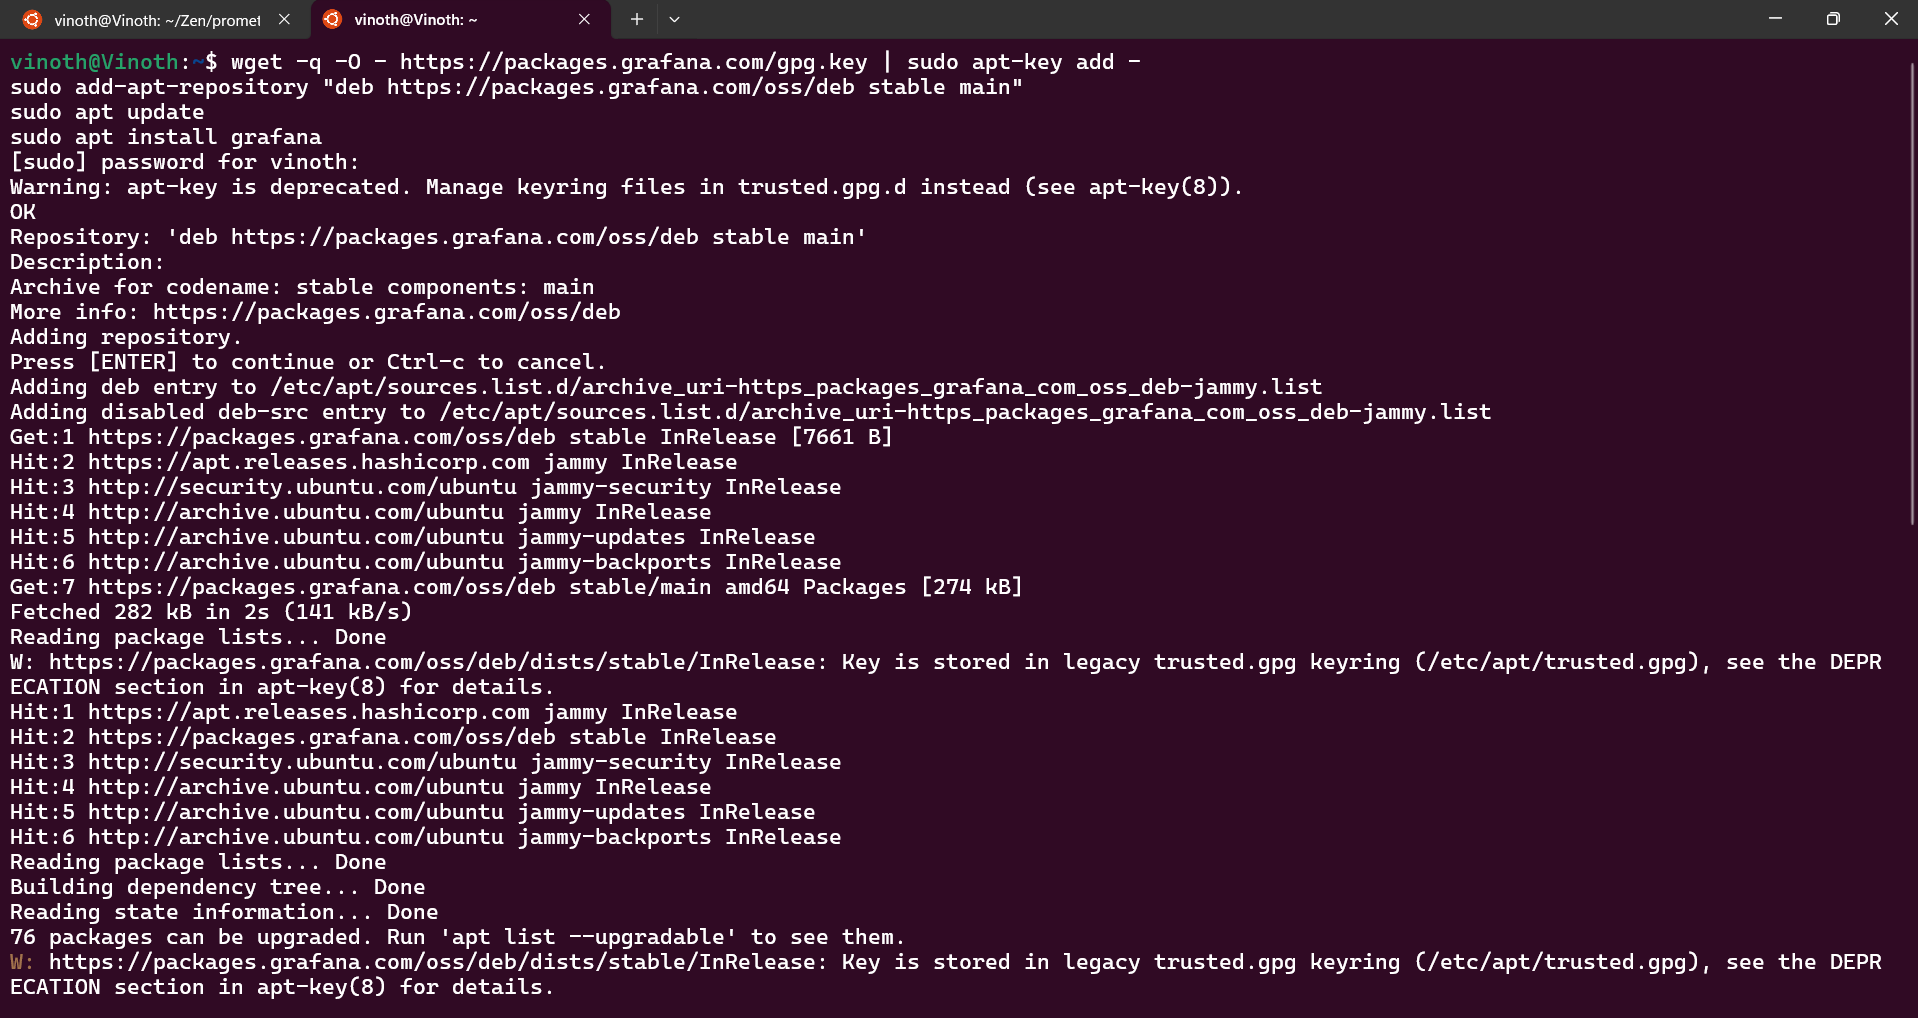 vinoth@Vinoth: ~/Zen/promet
vinoth@Vinoth: ~
vinoth@Vinoth:~$ wget -q -O - https://packages.grafana.com/gpg.key | sudo apt-key add -
sudo add-apt-repository "deb https://packages.grafana.com/oss/deb stable main"
sudo apt update
sudo apt install grafana
[sudo] password for vinoth:
Warning: apt-key is deprecated. Manage keyring files in trusted.gpg.d instead (see apt-key(8)).
OK
Repository: 'deb https://packages.grafana.com/oss/deb stable main'
Description:
Archive for codename: stable components: main
More info: https://packages.grafana.com/oss/deb
Adding repository.
Press [ENTER] to continue or Ctrl-c to cancel.
Adding deb entry to /etc/apt/sources.list.d/archive_uri-https_packages_grafana_com_oss_deb-jammy.list
Adding disabled deb-src entry to /etc/apt/sources.list.d/archive_uri-https_packages_grafana_com_oss_deb-jammy.list
Get:1 https://packages.grafana.com/oss/deb stable InRelease [7661 B]
Hit:2 https://apt.releases.hashicorp.com jammy InRelease
Hit:3 http://security.ubuntu.com/ubuntu jammy-security InRelease
Hit:4 http://archive.ubuntu.com/ubuntu jammy InRelease
Hit:5 http://archive.ubuntu.com/ubuntu jammy-updates InRelease
Hit:6 http://archive.ubuntu.com/ubuntu jammy-backports InRelease
Get:7 https://packages.grafana.com/oss/deb stable/main amd64 Packages [274 kB]
Fetched 282 kB in 2s (141 kB/s)
Reading package lists... Done
W: https://packages.grafana.com/oss/deb/dists/stable/InRelease: Key is stored in legacy trusted.gpg keyring (/etc/apt/trusted.gpg), see the DEPR
ECATION section in apt-key(8) for details.
Hit:1 https://apt.releases.hashicorp.com jammy InRelease
Hit:2 https://packages.grafana.com/oss/deb stable InRelease
Hit:3 http://security.ubuntu.com/ubuntu jammy-security InRelease
Hit:4 http://archive.ubuntu.com/ubuntu jammy InRelease
Hit:5 http://archive.ubuntu.com/ubuntu jammy-updates InRelease
Hit:6 http://archive.ubuntu.com/ubuntu jammy-backports InRelease
Reading package lists... Done
Building dependency tree... Done
Reading state information... Done
76 packages can be upgraded. Run 'apt list --upgradable' to see them.
W: https://packages.grafana.com/oss/deb/dists/stable/InRelease: Key is stored in legacy trusted.gpg keyring (/etc/apt/trusted.gpg), see the DEPR
ECATION section in apt-key(8) for details.